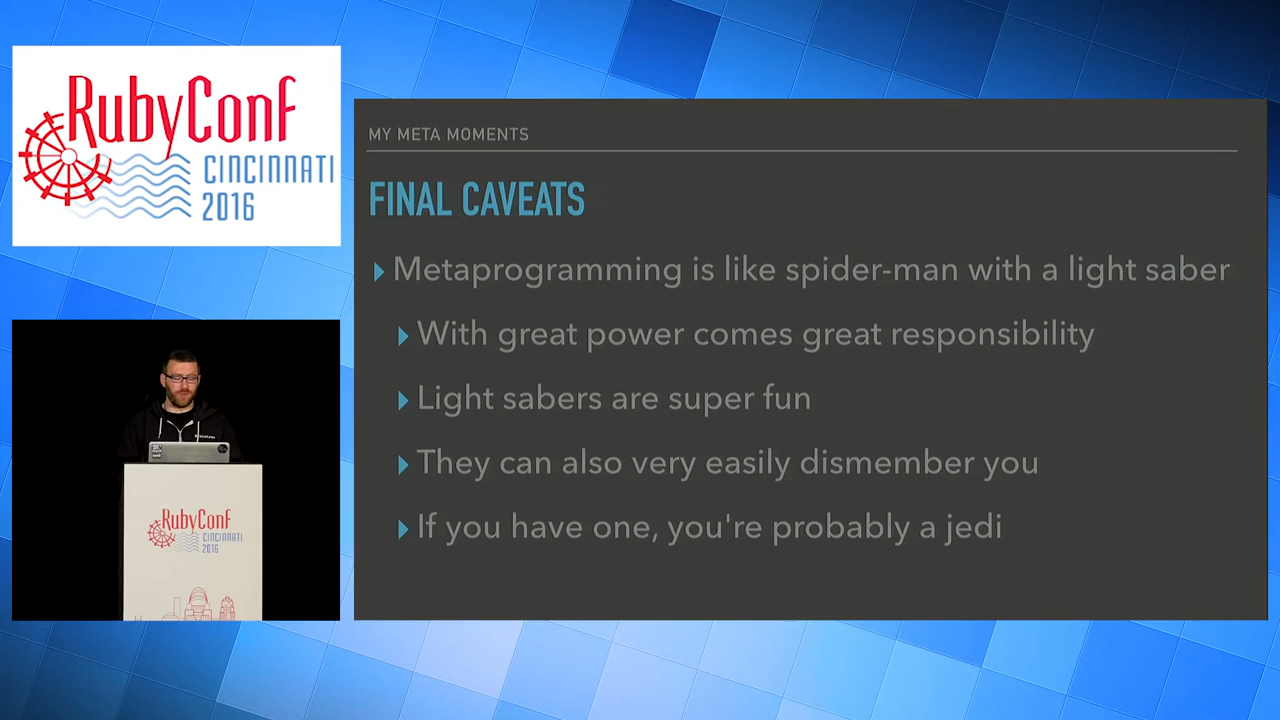 RubyConf
CINCINNATI
2016
MY META MOMENTS
FINAL CAVEATS
Metaprogramming is like spider-man with a light saber
With great power comes great responsibility
Light sabers are super fun
They can also very easily dismember you
If you have one, you're probably a jedi
RubyConf
CINCINNATI
2016